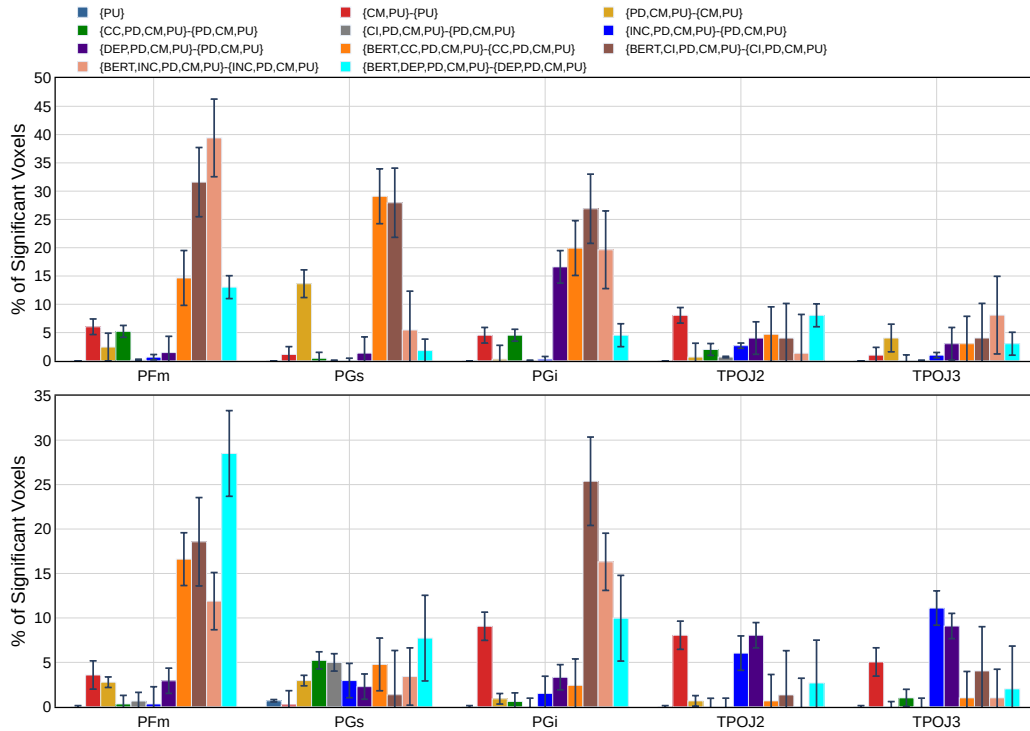 {PU} {CM,PU}-{PU} {PD,CM,PU}-{CM,PU}
{CC,PD,CM,PU}-{PD,CM,PU} {CI,PD,CM,PU}-{PD,CM,PU} {INC,PD,CM,PU}-{PD,CM,PU}
{DEP,PD,CM,PU}-{PD,CM,PU} {BERT,CC,PD,CM,PU}-{CC,PD,CM,PU} {BERT,CI,PD,CM,PU}-{CI,PD,CM,PU}
{BERT,INC,PD,CM,PU}-{INC,PD,CM,PU} {BERT,DEP,PD,CM,PU}-{DEP,PD,CM,PU}
% of Significant Voxels
50
45
40
35
30
25
20
15
10
5
0
PFm PGs PGi TPOJ2 TPOJ3
% of Significant Voxels
35
30
25
20
15
10
5
0
PFm PGs PGi TPOJ2 TPOJ3